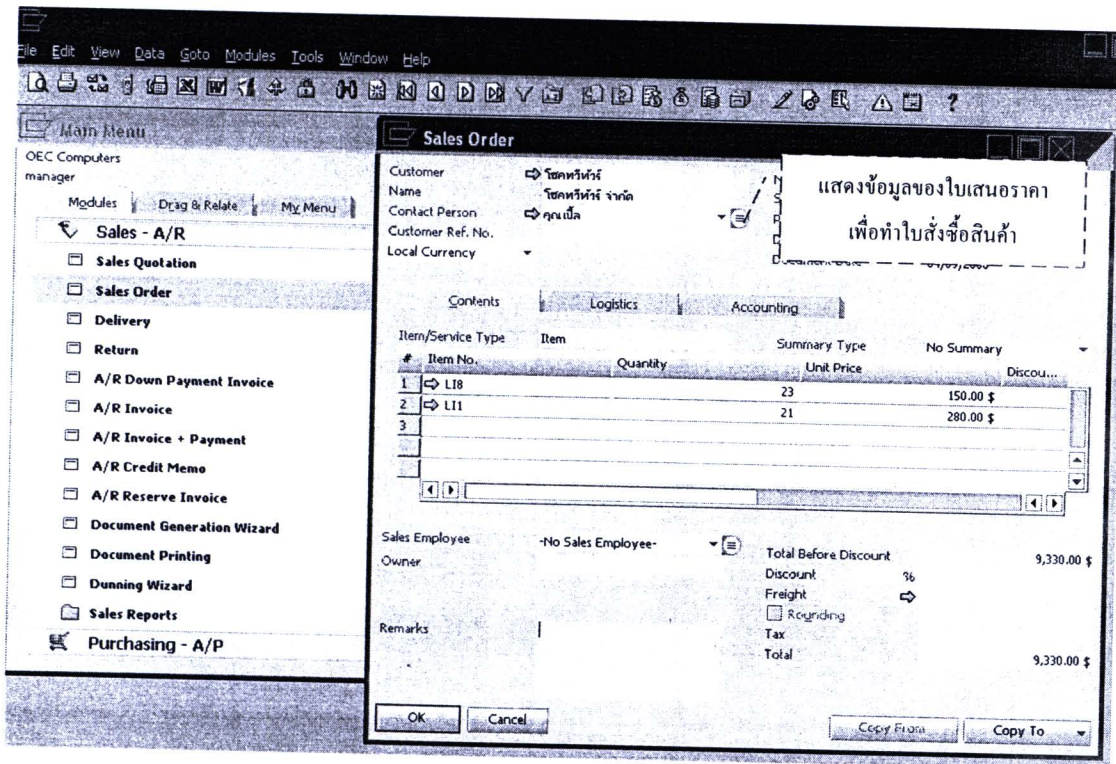 File Edit View Data Goto Modules Tools Window Help
Main Menu
OEC Computers
manager
Modules Drag & Relate My Menu
Sales - A/R
Sales Quotation
Sales Order
Delivery
Return
A/R Down Payment Invoice
A/R Invoice
A/R Invoice + Payment
A/R Credit Memo
A/R Reserve Invoice
Document Generation Wizard
Document Printing
Dunning Wizard
Sales Reports
Purchasing - A/P
Sales Order
Customer โชคทวีทัวร์
Name โชคทวีทัวร์ จำกัด
Contact Person คุณเปิ้ล
Customer Ref. No.
Local Currency
แสดงข้อมูลของใบเสนอราคา
เพื่อทำใบสั่งซื้อสินค้า
Contents Logistics Accounting
Item/Service Type Item Summary Type No Summary
# Item No. Quantity Unit Price Discou...
1 LI8 23 150.00 $
2 LI1 21 280.00 $
3
Sales Employee -No Sales Employee-
Owner
Remarks
Total Before Discount 9,330.00 $
Discount %
Freight
Rounding
Tax
Total 9,330.00 $
OK Cancel Copy From Copy To